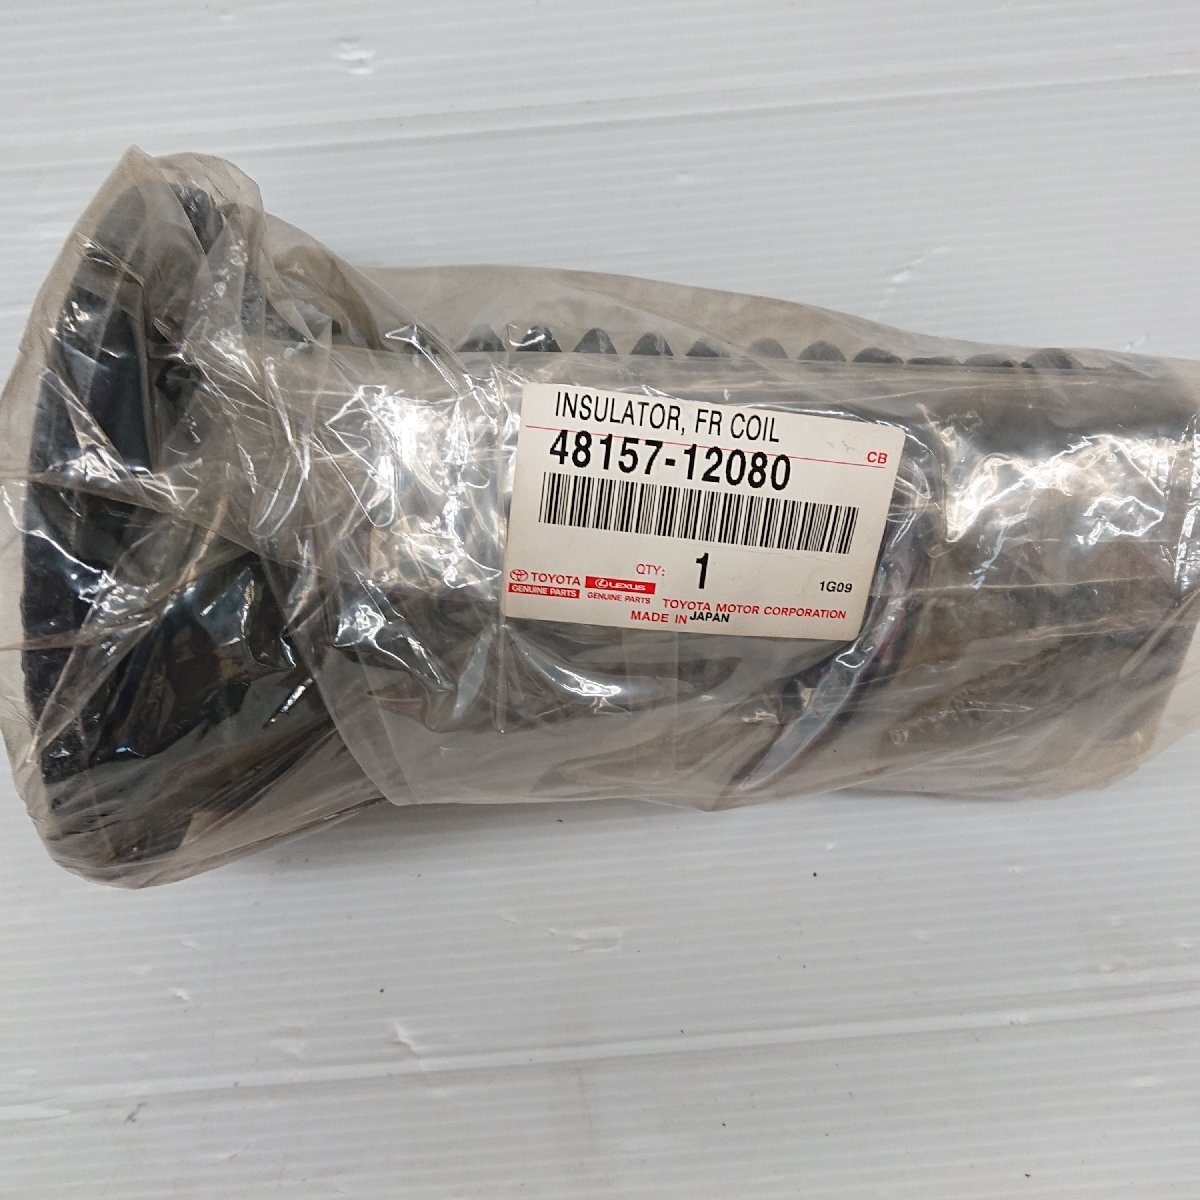 INSULATOR, FR COIL
CB
48157-12080
QTY: 1
1G09
TOYOTA
GENUINE PARTS
LEXUS
GENUINE PARTS
TOYOTA MOTOR CORPORATION
MADE IN JAPAN